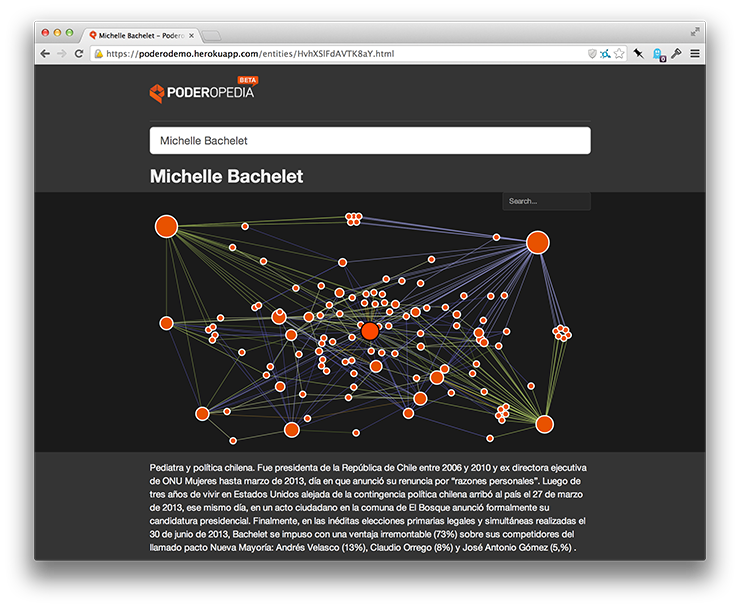 Michelle Bachelet – Poderop
https://poderodemo.herokuapp.com/entities/HvhXSlFdAVTK8aY.html
PODEROPEDIA BETA
Michelle Bachelet
Michelle Bachelet
Search...
Pediatra y política chilena. Fue presidenta de la República de Chile entre 2006 y 2010 y ex directora ejecutiva
de ONU Mujeres hasta marzo de 2013, día en que anunció su renuncia por “razones personales”. Luego de
tres años de vivir en Estados Unidos alejada de la contingencia política chilena arribó al país el 27 de marzo
de 2013, ese mismo día, en un acto ciudadano en la comuna de El Bosque anunció formalmente su
candidatura presidencial. Finalmente, en las inéditas elecciones primarias legales y simultáneas realizadas el
30 de junio de 2013, Bachelet se impuso con una ventaja irremontable (73%) sobre sus competidores del
llamado pacto Nueva Mayoría: Andrés Velasco (13%), Claudio Orrego (8%) y José Antonio Gómez (5,%) .